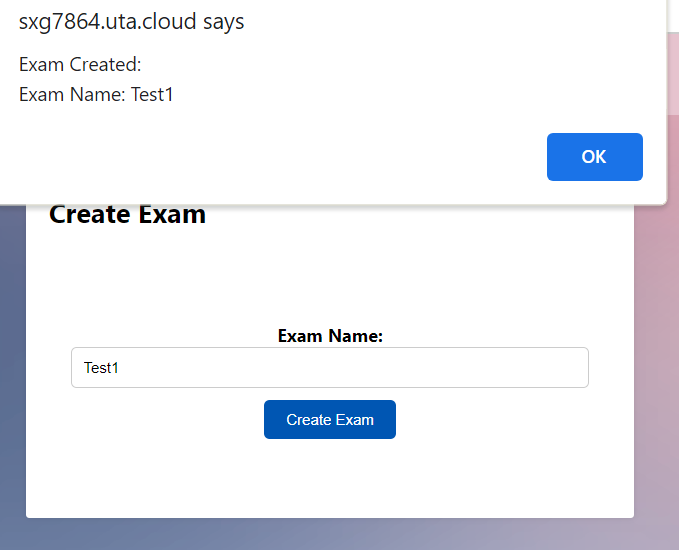 sxg7864.uta.cloud says
Exam Created:
Exam Name: Test1
OK
Create Exam
Exam Name:
Test1
Create Exam